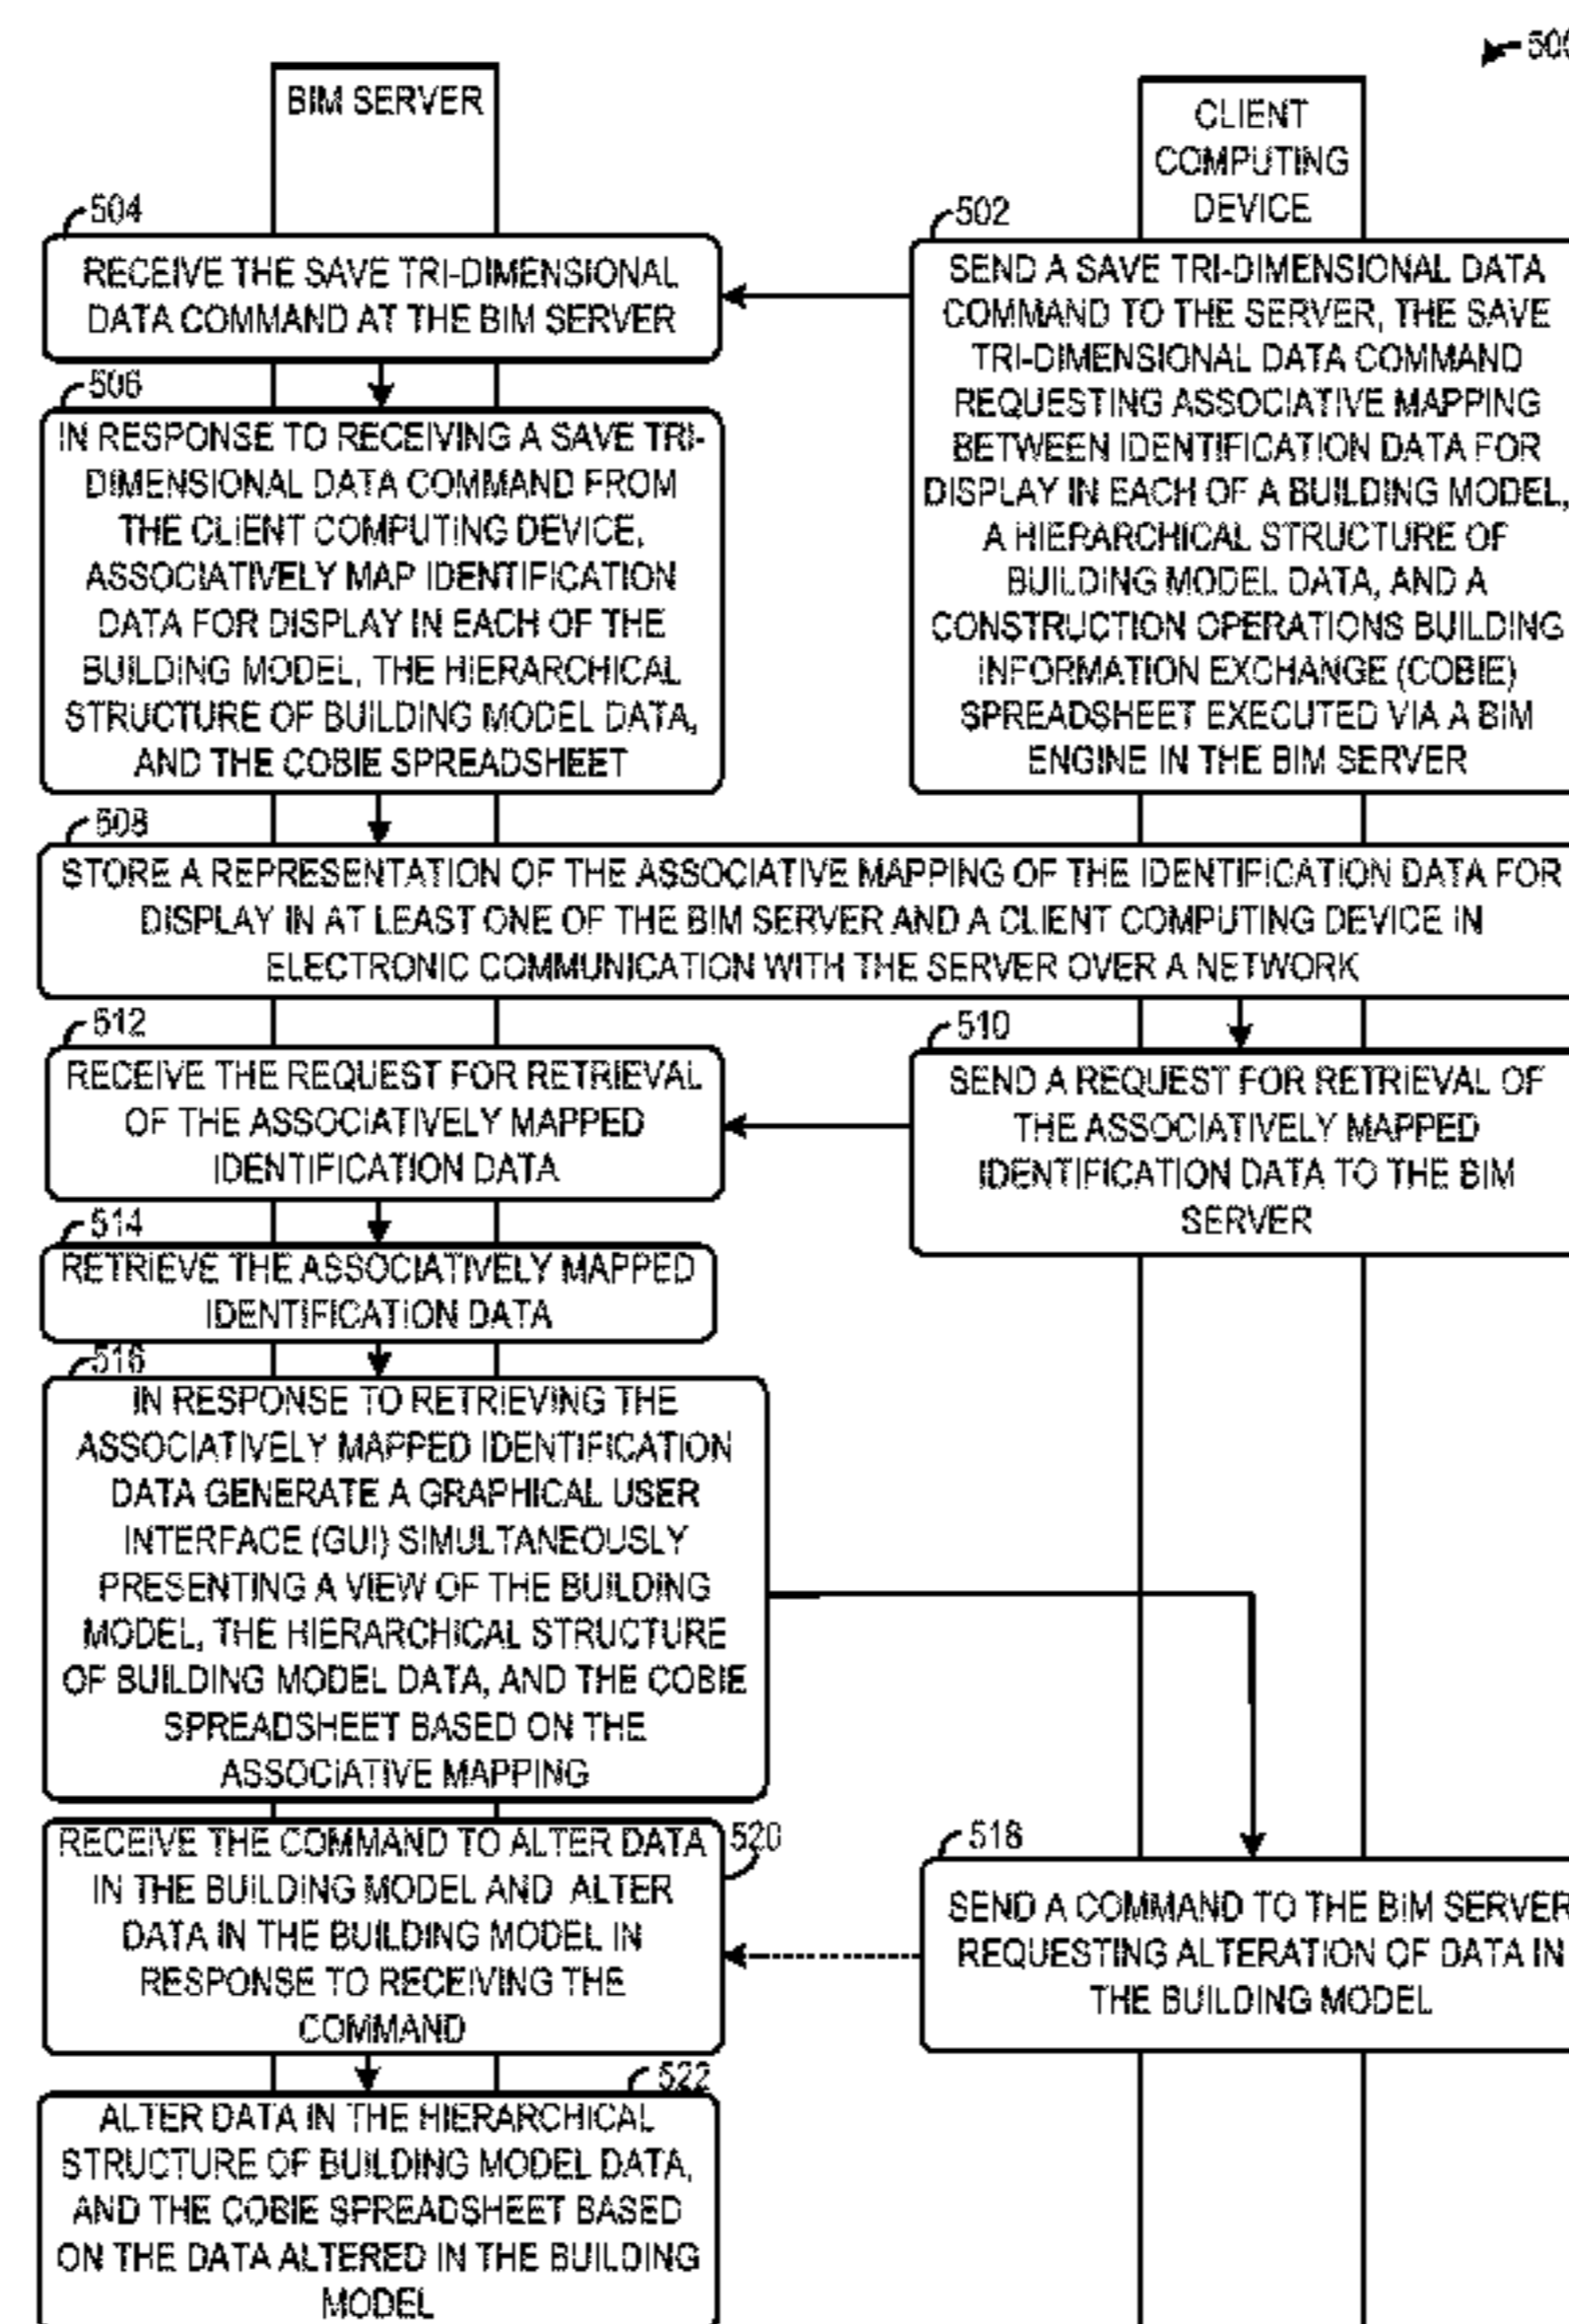 500
BIM SERVER
CLIENT
COMPUTING
DEVICE
504
RECEIVE THE SAVE TRI-DIMENSIONAL
DATA COMMAND AT THE BIM SERVER
502
SEND A SAVE TRI-DIMENSIONAL DATA
COMMAND TO THE SERVER, THE SAVE
TRI-DIMENSIONAL DATA COMMAND
REQUESTING ASSOCIATIVE MAPPING
BETWEEN IDENTIFICATION DATA FOR
DISPLAY IN EACH OF A BUILDING MODEL,
A HIERARCHICAL STRUCTURE OF
BUILDING MODEL DATA, AND A
CONSTRUCTION OPERATIONS BUILDING
INFORMATION EXCHANGE (COBIE)
SPREADSHEET EXECUTED VIA A BIM
ENGINE IN THE BIM SERVER
506
IN RESPONSE TO RECEIVING A SAVE TRI-
DIMENSIONAL DATA COMMAND FROM
THE CLIENT COMPUTING DEVICE,
ASSOCIATIVELY MAP IDENTIFICATION
DATA FOR DISPLAY IN EACH OF THE
BUILDING MODEL, THE HIERARCHICAL
STRUCTURE OF BUILDING MODEL DATA,
AND THE COBIE SPREADSHEET
508
STORE A REPRESENTATION OF THE ASSOCIATIVE MAPPING OF THE IDENTIFICATION DATA FOR
DISPLAY IN AT LEAST ONE OF THE BIM SERVER AND A CLIENT COMPUTING DEVICE IN
ELECTRONIC COMMUNICATION WITH THE SERVER OVER A NETWORK
512
RECEIVE THE REQUEST FOR RETRIEVAL
OF THE ASSOCIATIVELY MAPPED
IDENTIFICATION DATA
510
SEND A REQUEST FOR RETRIEVAL OF
THE ASSOCIATIVELY MAPPED
IDENTIFICATION DATA TO THE BIM
SERVER
514
RETRIEVE THE ASSOCIATIVELY MAPPED
IDENTIFICATION DATA
516
IN RESPONSE TO RETRIEVING THE
ASSOCIATIVELY MAPPED IDENTIFICATION
DATA GENERATE A GRAPHICAL USER
INTERFACE (GUI) SIMULTANEOUSLY
PRESENTING A VIEW OF THE BUILDING
MODEL, THE HIERARCHICAL STRUCTURE
OF BUILDING MODEL DATA, AND THE COBIE
SPREADSHEET BASED ON THE
ASSOCIATIVE MAPPING
520
RECEIVE THE COMMAND TO ALTER DATA
IN THE BUILDING MODEL AND ALTER
DATA IN THE BUILDING MODEL IN
RESPONSE TO RECEIVING THE
COMMAND
518
SEND A COMMAND TO THE BIM SERVER
REQUESTING ALTERATION OF DATA IN
THE BUILDING MODEL
522
ALTER DATA IN THE HIERARCHICAL
STRUCTURE OF BUILDING MODEL DATA,
AND THE COBIE SPREADSHEET BASED
ON THE DATA ALTERED IN THE BUILDING
MODEL